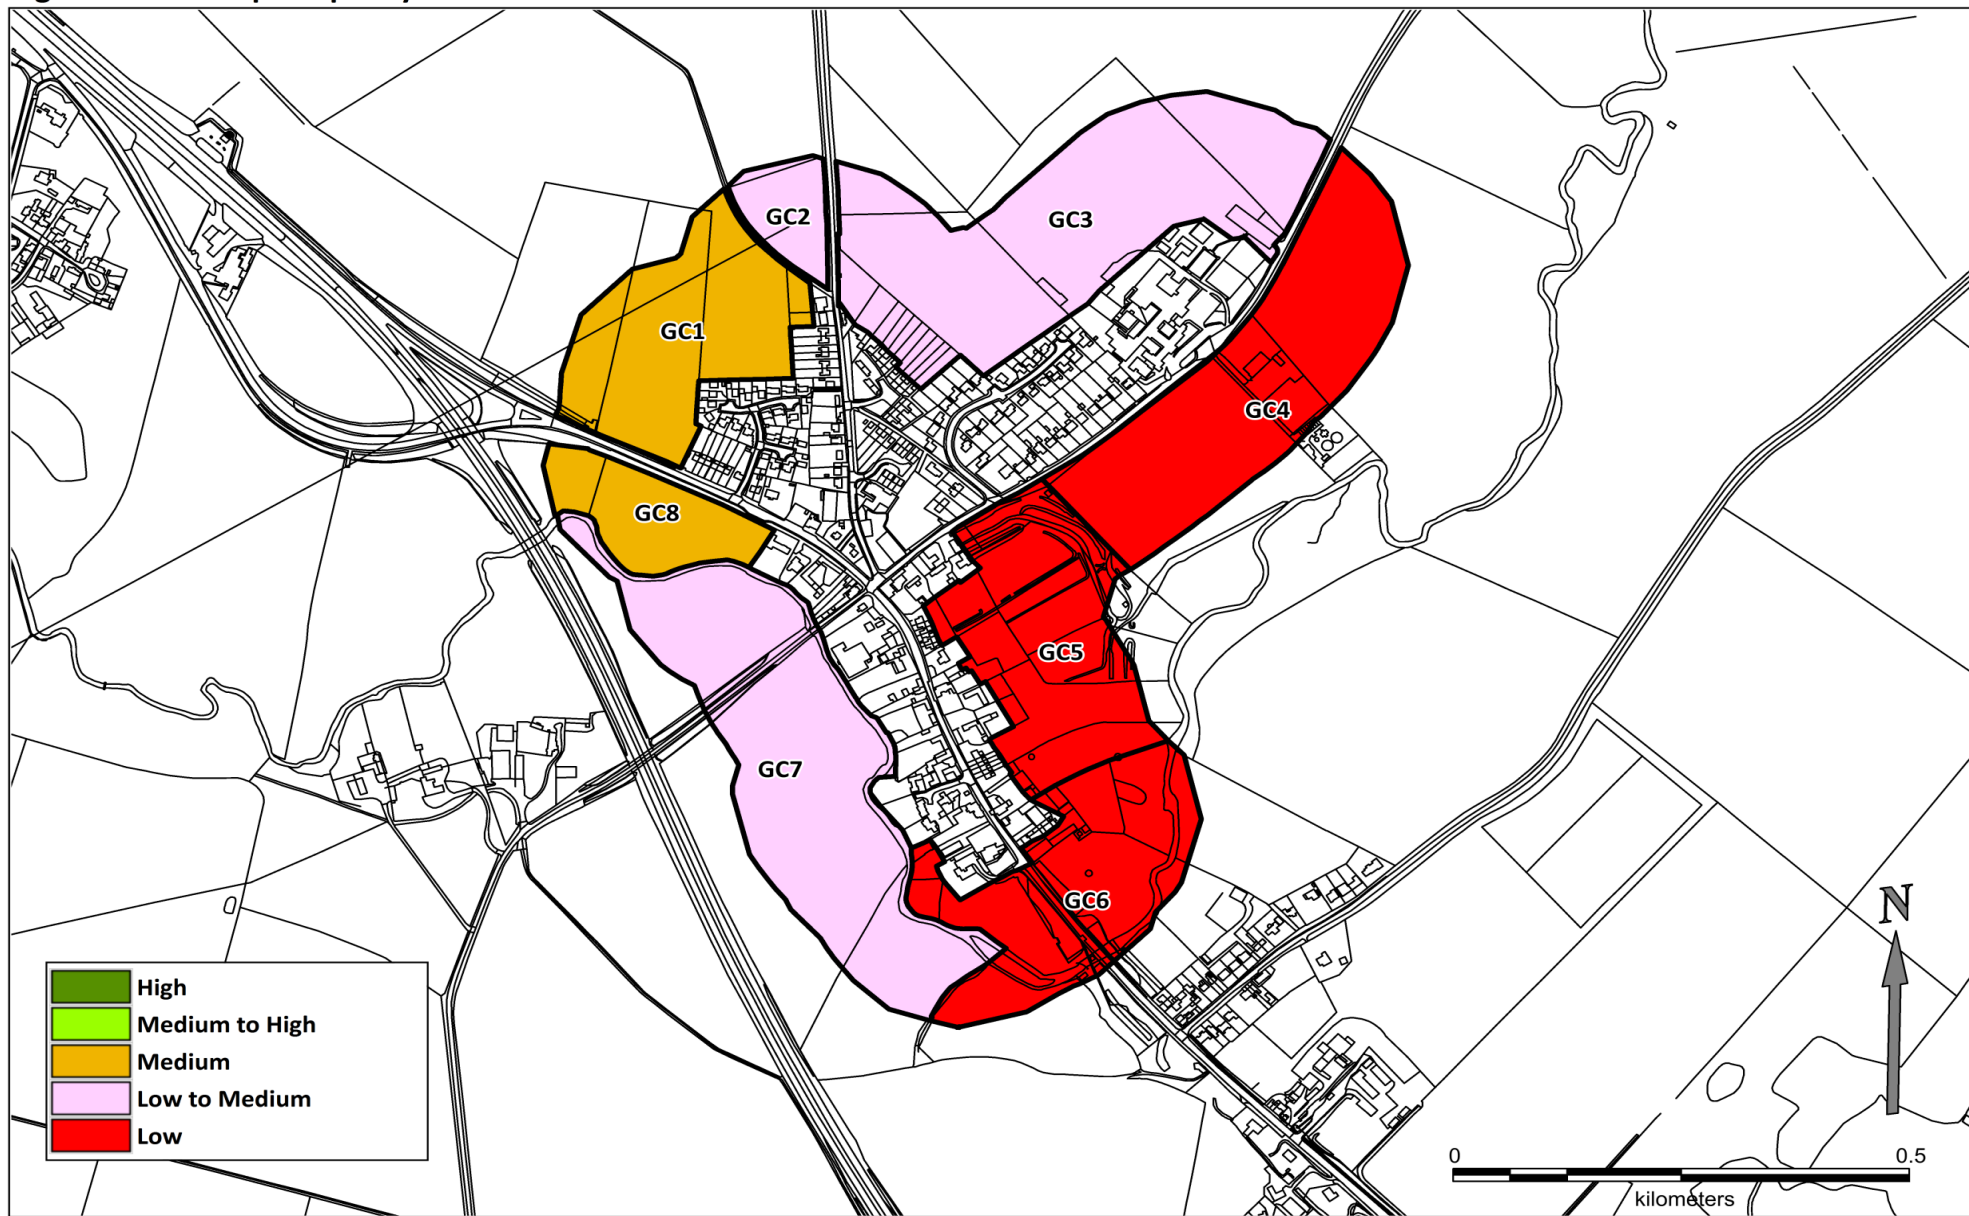 GC2
GC3
GC1
GC4
GC8
GC5
GC7
GC6
N
High
Medium to High
Medium
Low to Medium
Low
0 0.5
kilometers